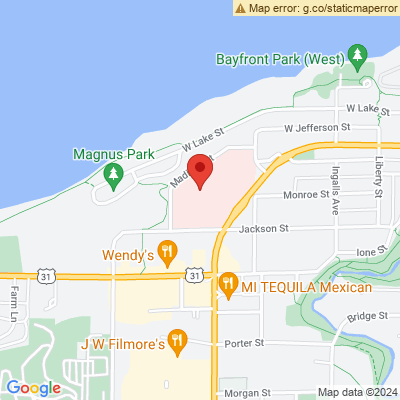 Map error: g.co/staticmaperror
Bayfront Park (West)
W Lake St
W Lake St
W Jefferson St
Magnus Park
Ingalls Ave
Liberty St
Monroe St
Jackson St
Wendy's
Ione St
31
31
MI TEQUILA Mexican
Farm Ln
Bridge St
J W Filmore's
Porter St
Google
Morgan St
Map data ©2024